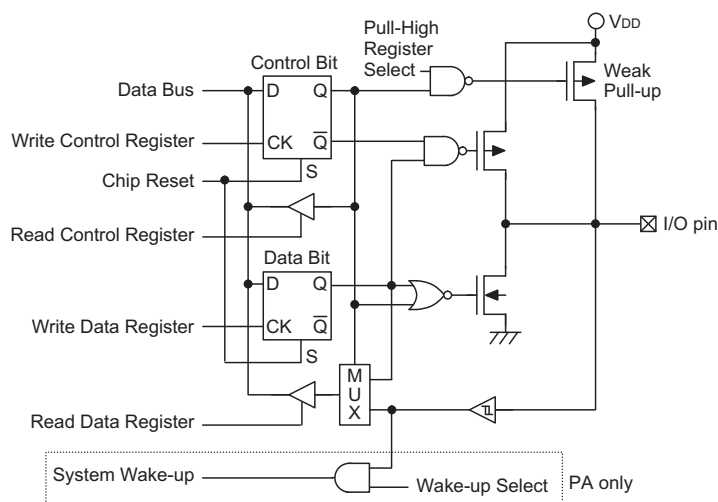 VDD
Pull-High
Register
Select
Weak
Pull-up
Control Bit
Data Bus
D Q
Write Control Register
CK Q̅
Chip Reset
S
I/O pin
Read Control Register
Data Bit
D Q
Write Data Register
CK Q̅
S
M
U
X
Read Data Register
System Wake-up
Wake-up Select
PA only